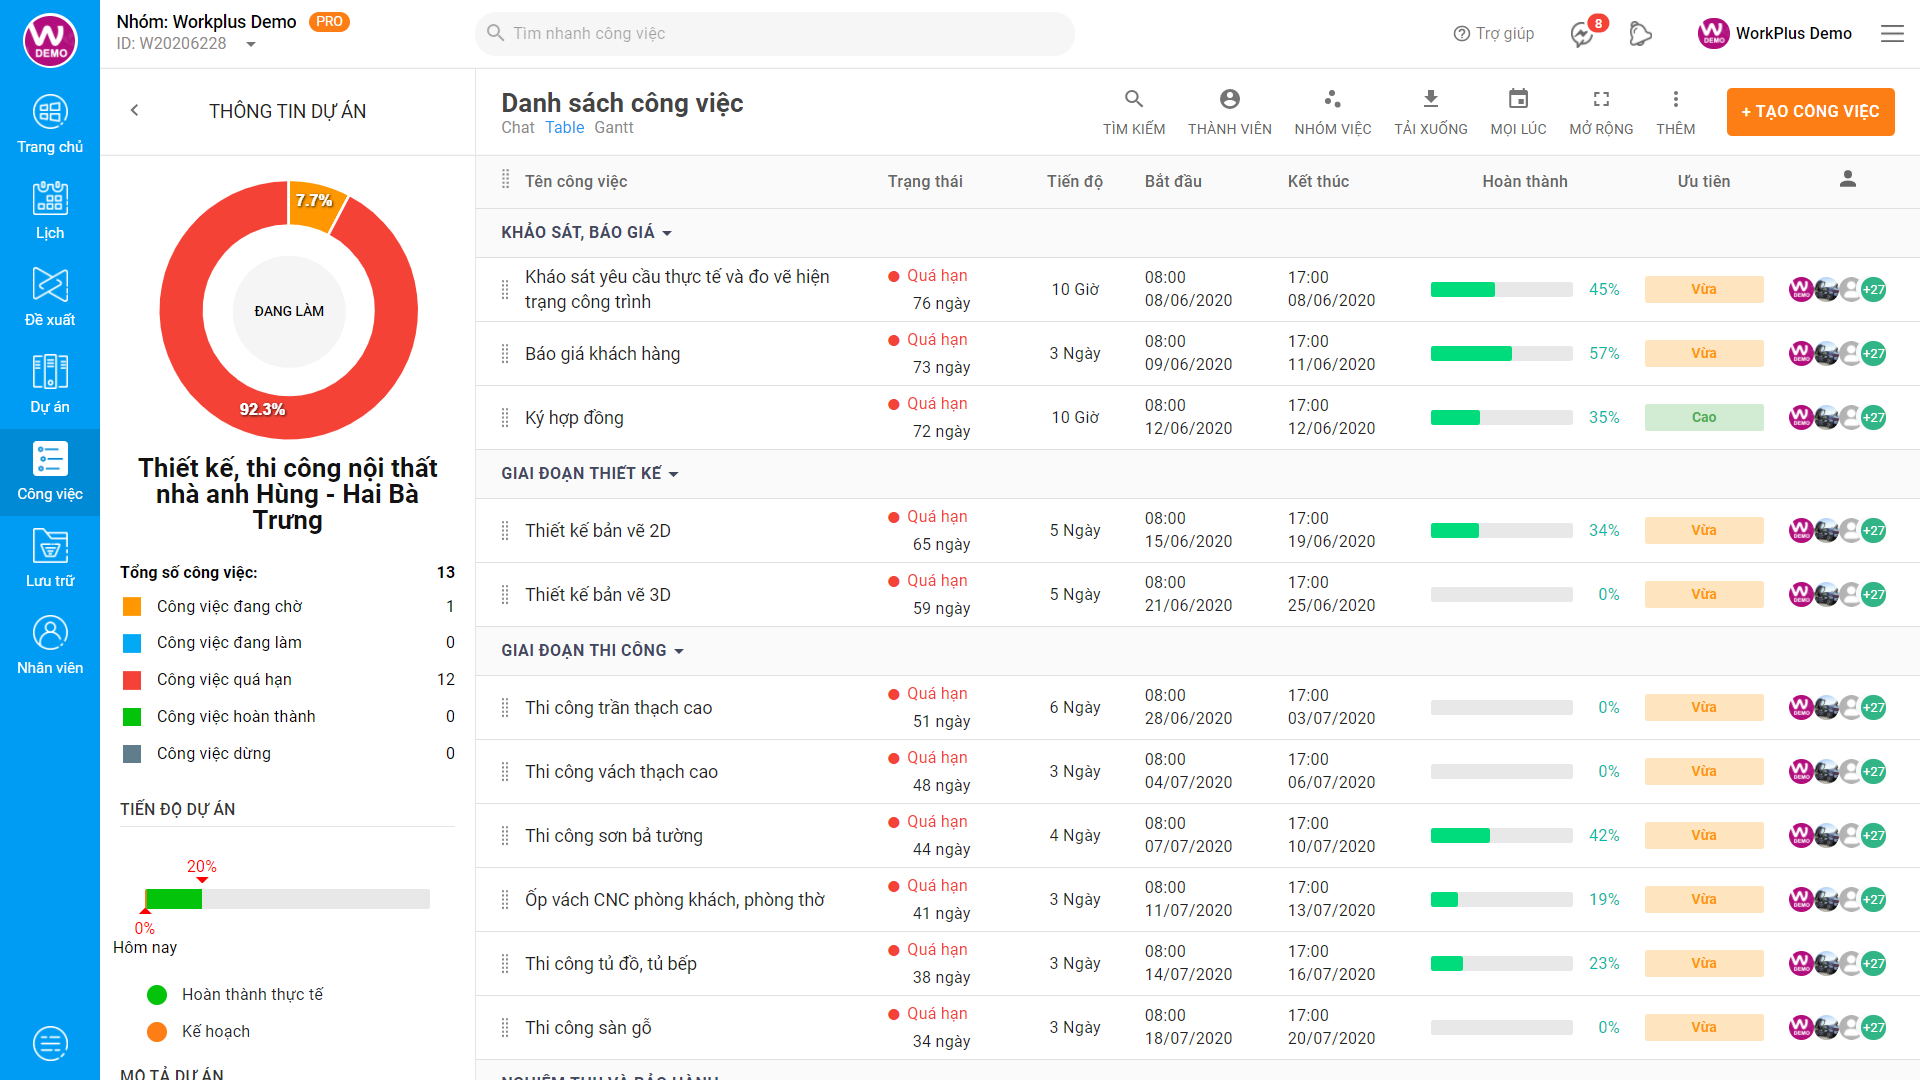 W
DEMO
Nhóm: Workplus Demo PRO
ID: W20206228
Tìm nhanh công việc
Trợ giúp
8
W
DEMO
WorkPlus Demo
Trang chủ
Lịch
Đề xuất
Dự án
Công việc
Lưu trữ
Nhân viên
THÔNG TIN DỰ ÁN
7.7%
ĐANG LÀM
92.3%
Thiết kế, thi công nội thất
nhà anh Hùng - Hai Bà
Trưng
Tổng số công việc: 13
Công việc đang chờ 1
Công việc đang làm 0
Công việc quá hạn 12
Công việc hoàn thành 0
Công việc dừng 0
TIẾN ĐỘ DỰ ÁN
20%
0%
Hôm nay
Hoàn thành thực tế
Kế hoạch
MÔ TẢ DỰ ÁN
Danh sách công việc
Chat Table Gantt
TÌM KIẾM THÀNH VIÊN NHÓM VIỆC TẢI XUỐNG MỌI LÚC MỞ RỘNG THÊM
+ TẠO CÔNG VIỆC
Tên công việc Trạng thái Tiến độ Bắt đầu Kết thúc Hoàn thành Ưu tiên
KHẢO SÁT, BÁO GIÁ
Kháo sát yêu cầu thực tế và đo vẽ hiện
trạng công trình
Quá hạn
76 ngày
10 Giờ
08:00
08/06/2020
17:00
08/06/2020
45% Vừa W DEMO +27
Báo giá khách hàng
Quá hạn
73 ngày
3 Ngày
08:00
09/06/2020
17:00
11/06/2020
57% Vừa W DEMO +27
Ký hợp đồng
Quá hạn
72 ngày
10 Giờ
08:00
12/06/2020
17:00
12/06/2020
35% Cao W DEMO +27
GIAI ĐOẠN THIẾT KẾ
Thiết kế bản vẽ 2D
Quá hạn
65 ngày
5 Ngày
08:00
15/06/2020
17:00
19/06/2020
34% Vừa W DEMO +27
Thiết kế bản vẽ 3D
Quá hạn
59 ngày
5 Ngày
08:00
21/06/2020
17:00
25/06/2020
0% Vừa W DEMO +27
GIAI ĐOẠN THI CÔNG
Thi công trần thạch cao
Quá hạn
51 ngày
6 Ngày
08:00
28/06/2020
17:00
03/07/2020
0% Vừa W DEMO +27
Thi công vách thạch cao
Quá hạn
48 ngày
3 Ngày
08:00
04/07/2020
17:00
06/07/2020
0% Vừa W DEMO +27
Thi công sơn bả tường
Quá hạn
44 ngày
4 Ngày
08:00
07/07/2020
17:00
10/07/2020
42% Vừa W DEMO +27
Ốp vách CNC phòng khách, phòng thờ
Quá hạn
41 ngày
3 Ngày
08:00
11/07/2020
17:00
13/07/2020
19% Vừa W DEMO +27
Thi công tủ đồ, tủ bếp
Quá hạn
38 ngày
3 Ngày
08:00
14/07/2020
17:00
16/07/2020
23% Vừa W DEMO +27
Thi công sàn gỗ
Quá hạn
34 ngày
3 Ngày
08:00
18/07/2020
17:00
20/07/2020
0% Vừa W DEMO +27
NGHIỆM THU VÀ BẢO HÀNH